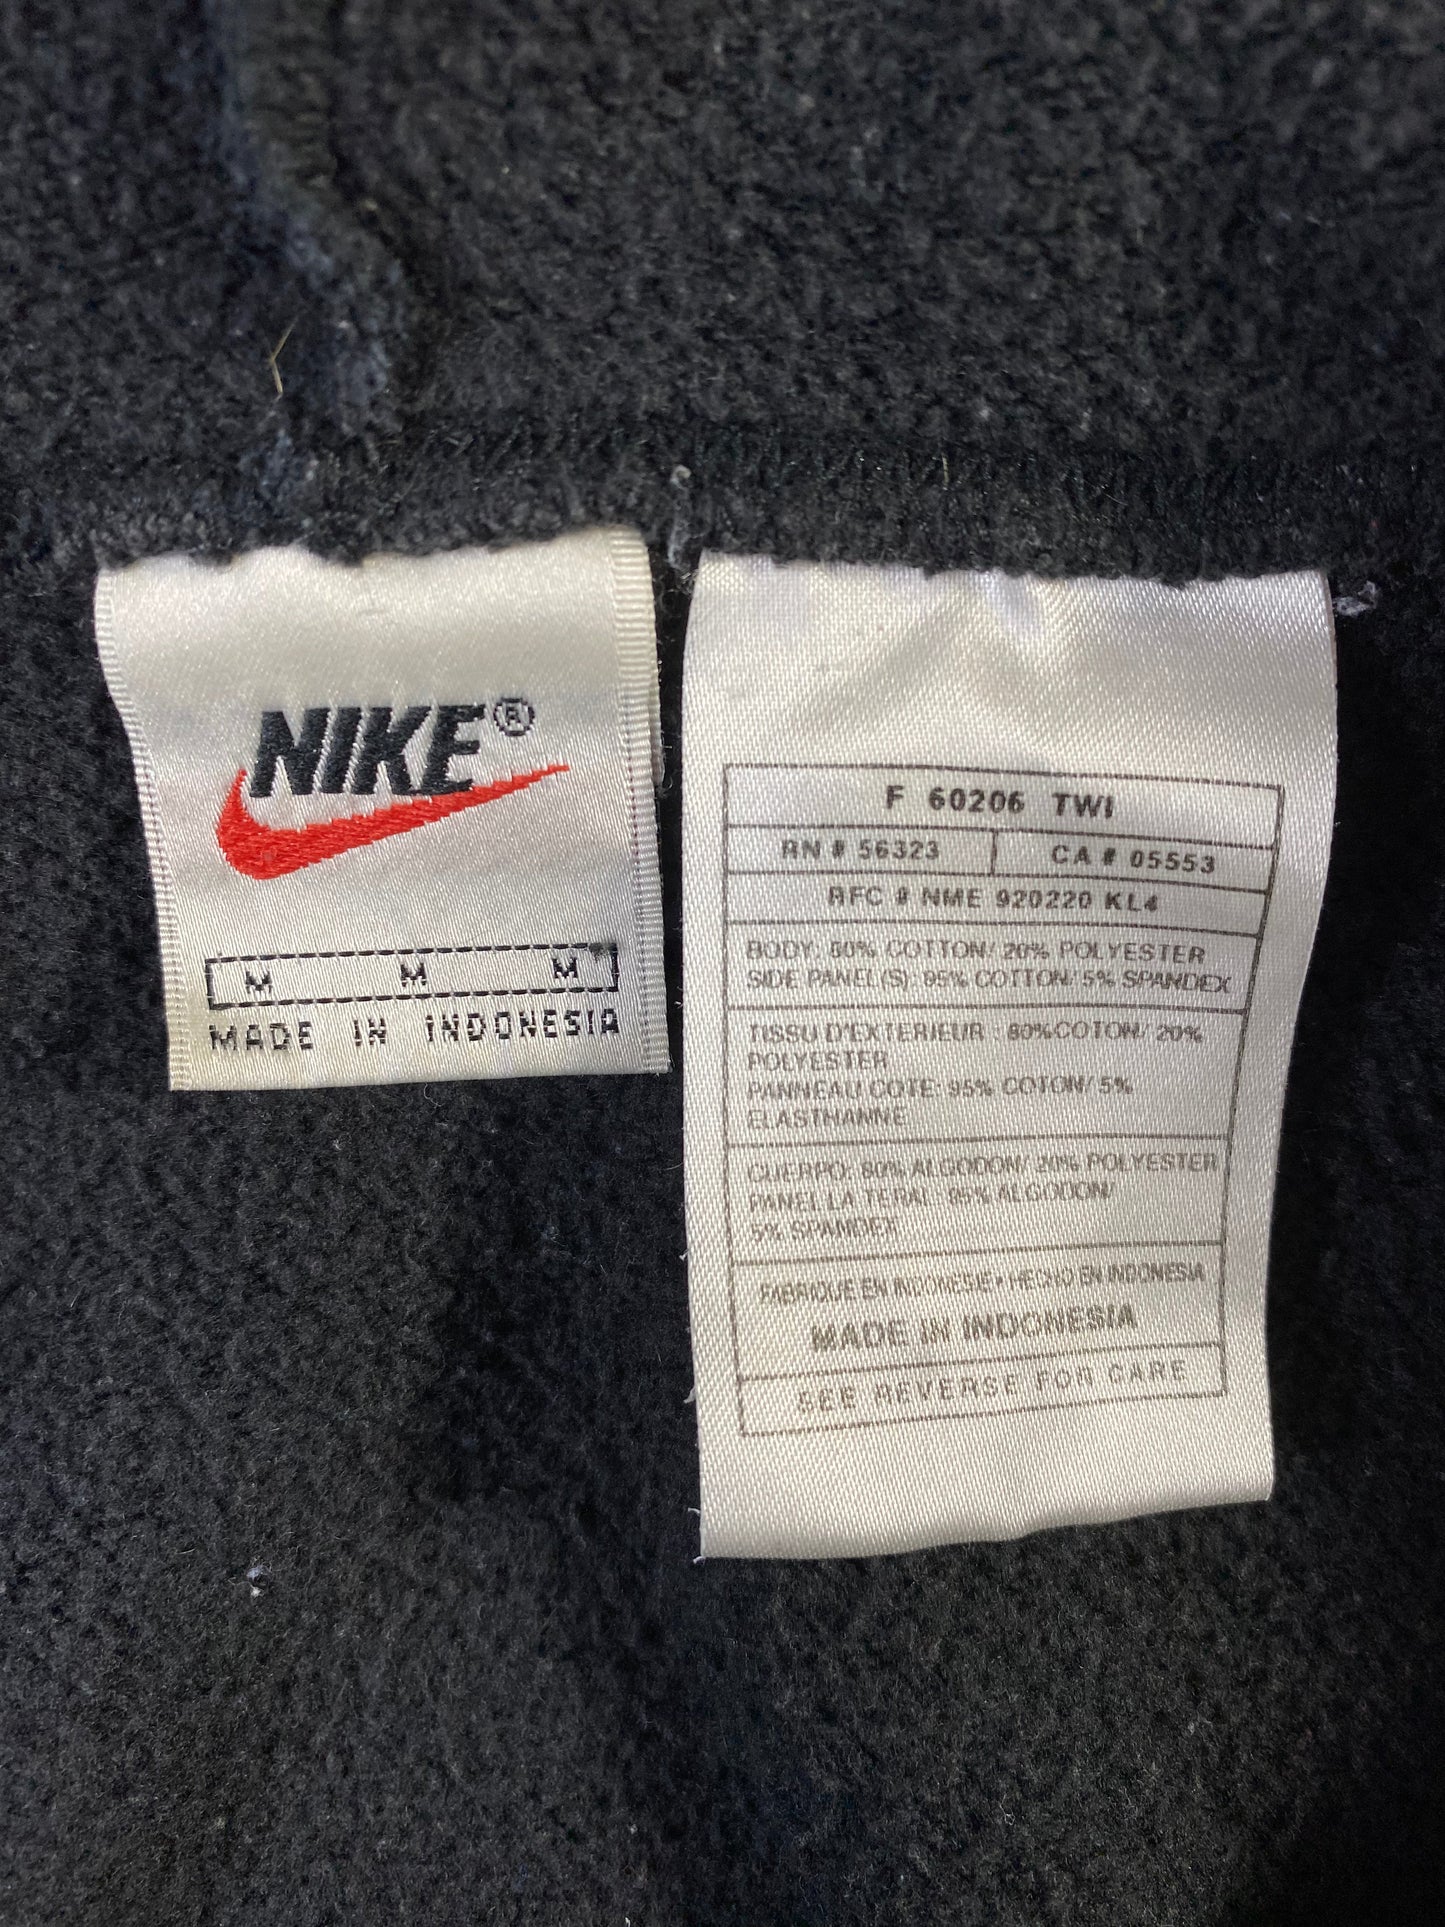 NIKE®
M M M
MADE IN INDONESIA
F 60206 TWI
RN # 56323 CA # 05553
RFC # NME 920220 KL4
BODY: 80% COTTON/ 20% POLYESTER
SIDE PANEL(S): 95% COTTON/ 5% SPANDEX
TISSU D'EXTERIEUR : 80%COTON/ 20%
POLYESTER
PANNEAU COTE: 95% COTON/ 5%
ELASTHANNE
CUERPO: 80% ALGODON/ 20% POLYESTER
PANEL LA TERAL : 95% ALGODON/
5% SPANDEX
FABRIQUE EN INDONESIE • HECHO EN INDONESIA
MADE IN INDONESIA
SEE REVERSE FOR CARE